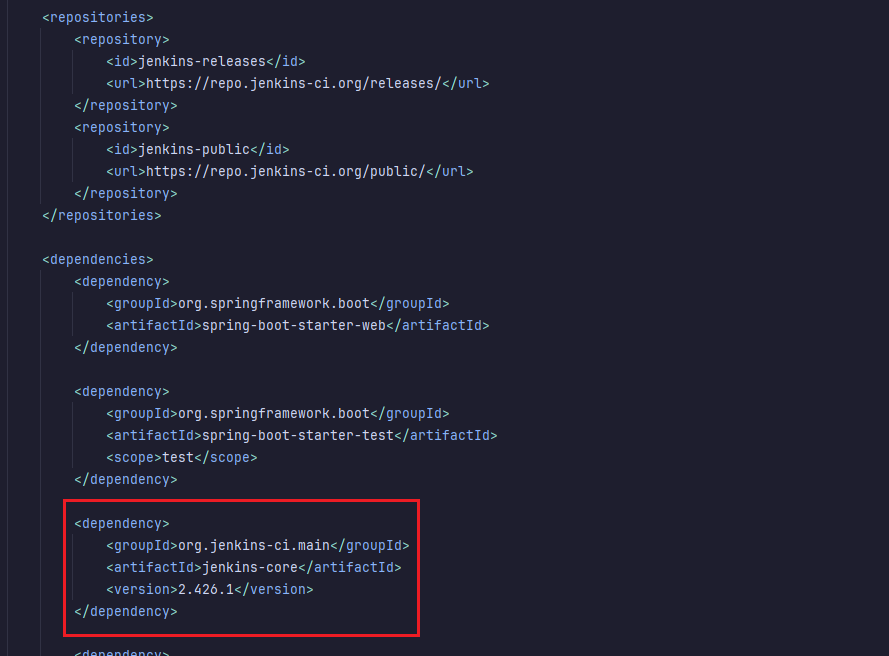 <repositories>
<repository>
<id>jenkins-releases</id>
<url>https://repo.jenkins-ci.org/releases/</url>
</repository>
<repository>
<id>jenkins-public</id>
<url>https://repo.jenkins-ci.org/public/</url>
</repository>
</repositories>
<dependencies>
<dependency>
<groupId>org.springframework.boot</groupId>
<artifactId>spring-boot-starter-web</artifactId>
</dependency>
<dependency>
<groupId>org.springframework.boot</groupId>
<artifactId>spring-boot-starter-test</artifactId>
<scope>test</scope>
</dependency>
<dependency>
<groupId>org.jenkins-ci.main</groupId>
<artifactId>jenkins-core</artifactId>
<version>2.426.1</version>
</dependency>
<dependency>